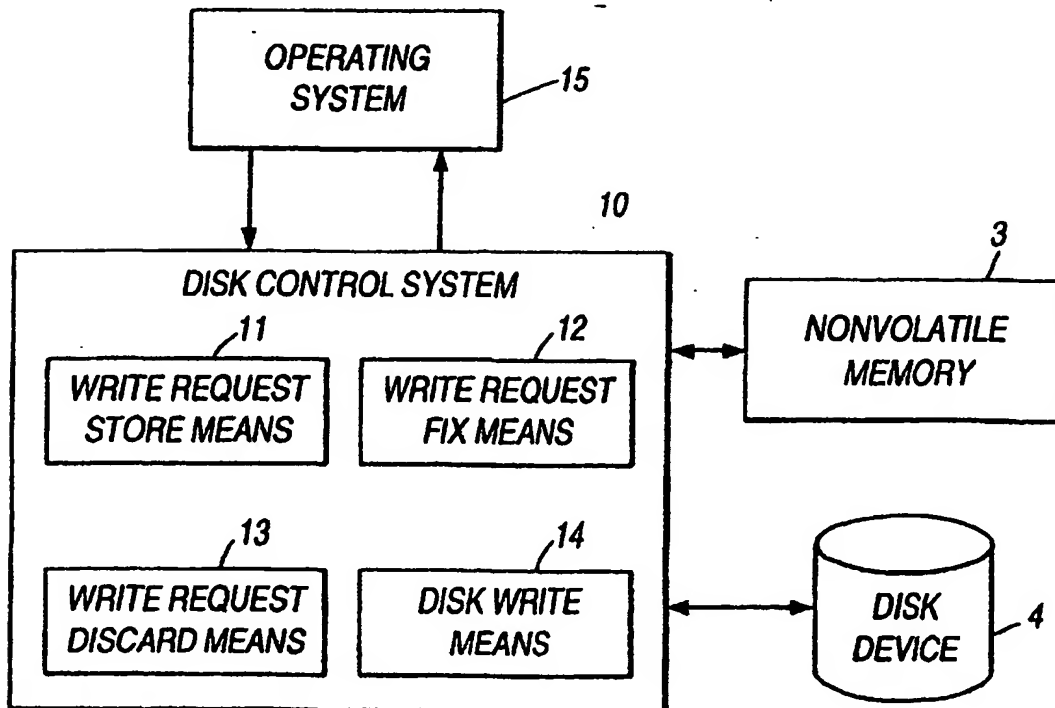 OPERATING
SYSTEM
15
10
DISK CONTROL SYSTEM
3
NONVOLATILE
MEMORY
11
WRITE REQUEST
STORE MEANS
12
WRITE REQUEST
FIX MEANS
13
WRITE REQUEST
DISCARD MEANS
14
DISK WRITE
MEANS
DISK
DEVICE
4